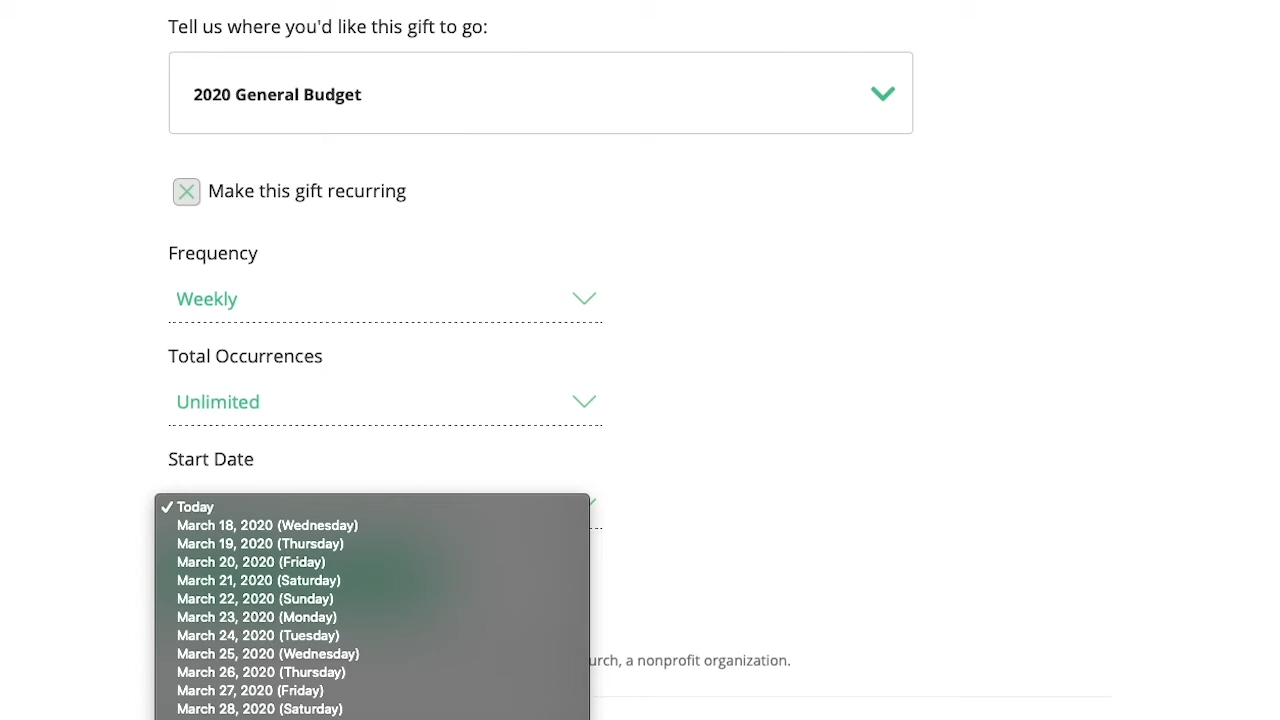 Tell us where you'd like this gift to go:
2020 General Budget
Make this gift recurring
Frequency
Weekly
Total Occurrences
Unlimited
Start Date
✓ Today
March 18, 2020 (Wednesday)
March 19, 2020 (Thursday)
March 20, 2020 (Friday)
March 21, 2020 (Saturday)
March 22, 2020 (Sunday)
March 23, 2020 (Monday)
March 24, 2020 (Tuesday)
March 25, 2020 (Wednesday)
a nonprofit organization.
March 26, 2020 (Thursday)
March 27, 2020 (Friday)
March 28, 2020 (Saturday)